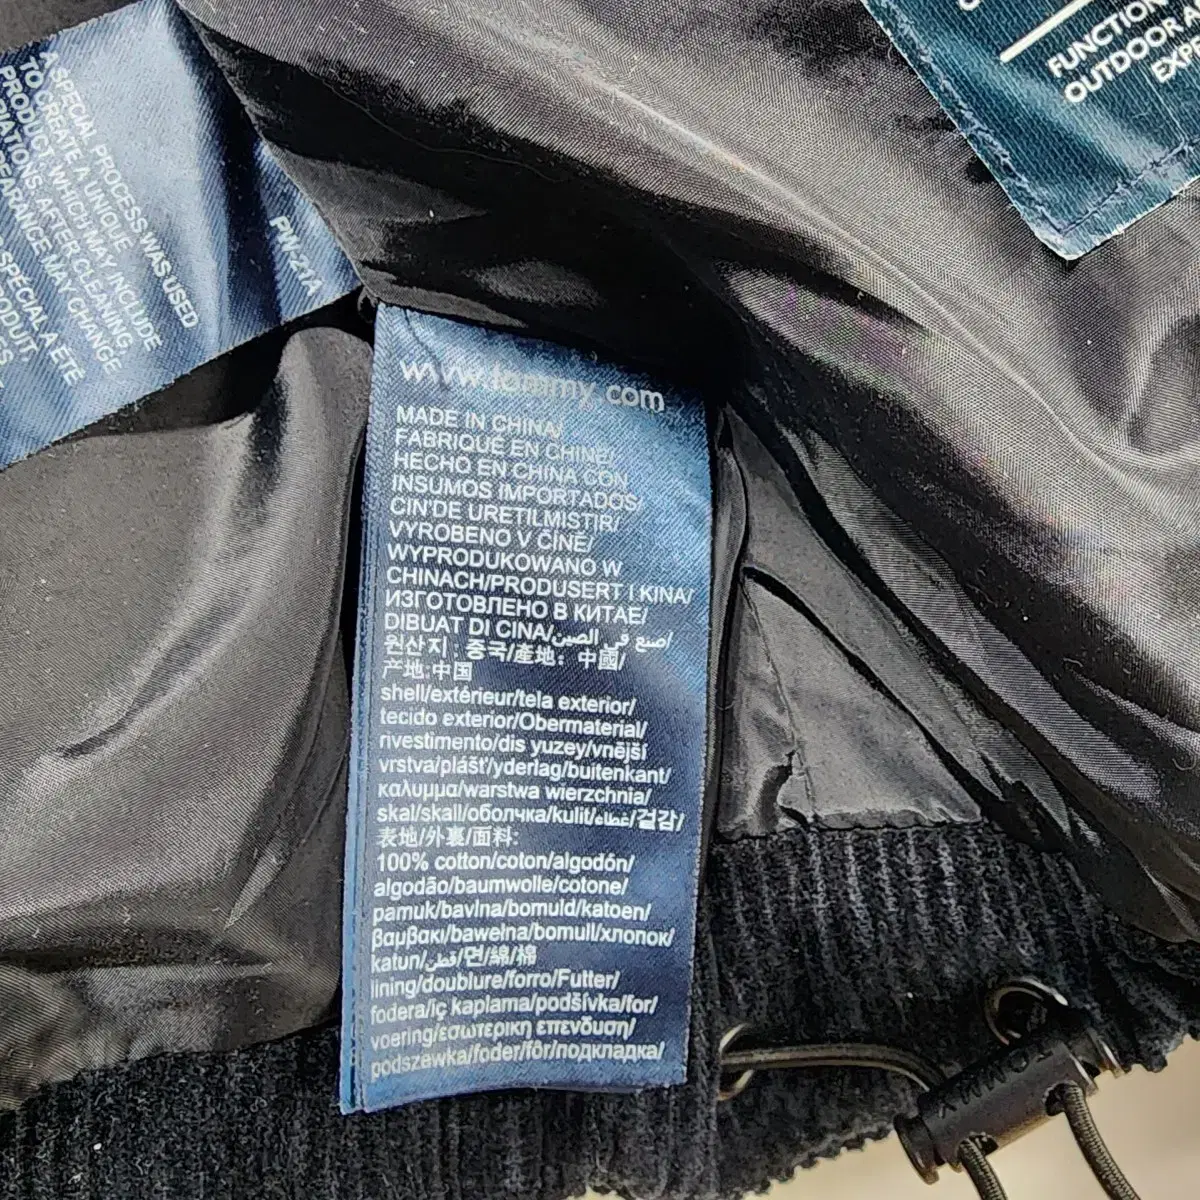 A SPECIAL PROCESS WAS USED
TO CREATE A UNIQUE
PRODUCT, WHICH MAY INCLUDE
AFTER CLEANING,
MAY CHANGE
SPECIAL A ÉTÉ
PRODUIT,
PW-21A
FUNCTION
OUTDOOR
www.tommy.com
MADE IN CHINA/
FABRIQUÉ EN CHINE/
HECHO EN CHINA CON
INSUMOS IMPORTADOS/
CIN'DE URETILMISTIR/
VYROBENO V ČÍNĚ/
WYPRODUKOWANO W
CHINACH/PRODUSERT I KINA/
ИЗГОТОВЛЕНО В КИТАЕ/
DIBUAT DI CINA/صنع في الصين/
원산지 : 중국/產地：中國/
产地:中国
shell/extérieur/tela exterior/
tecido exterior/Obermaterial/
rivestimento/dis yuzey/vnější
vrstva/plášť/yderlag/buitenkant/
καλυμμα/warstwa wierzchnia/
skal/skall/оболчка/kulit/غطاء/겉감/
表地/外裏/面料:
100% cotton/coton/algodón/
algodão/baumwolle/cotone/
pamuk/bavlna/bomuld/katoen/
βαμβακι/bawełna/bomull/хлопок/
katun/قطن/면/綿/棉
lining/doublure/forro/Futter/
fodera/iç kaplama/podšívka/for/
voering/εσωτερικη επενδυση/
podszewka/foder/fôr/подкладка/
TOMMY